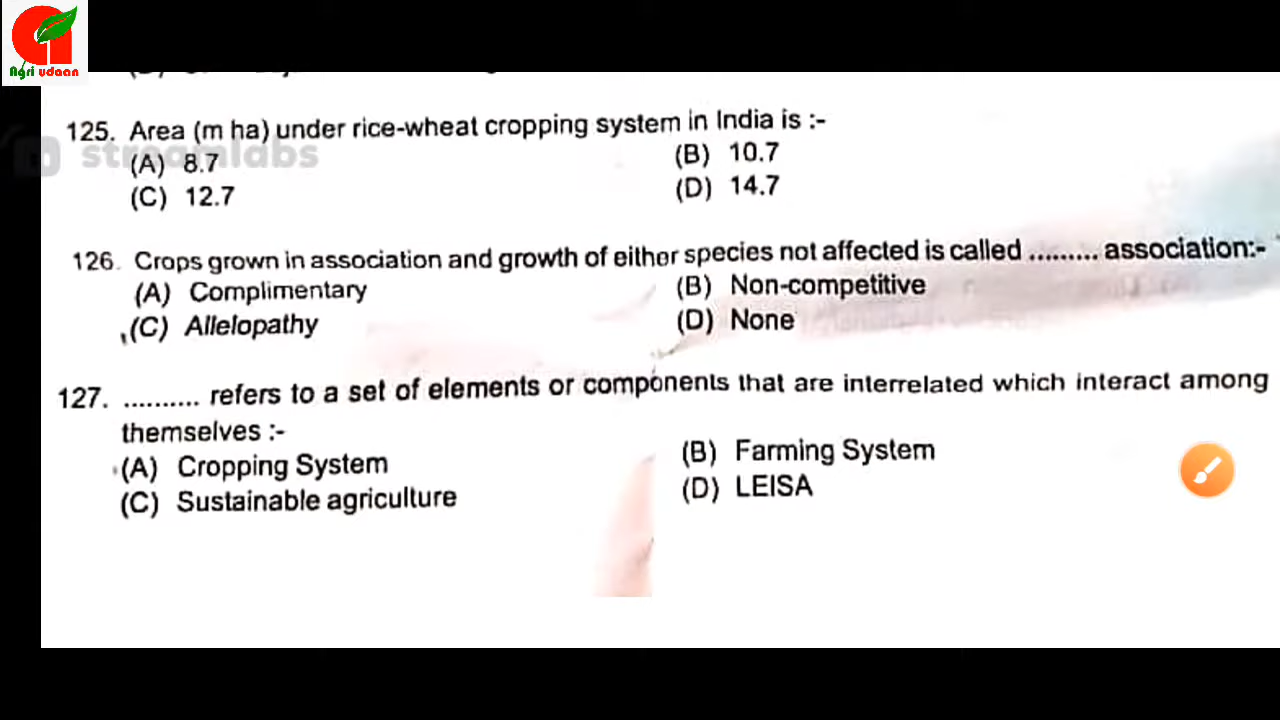 Agri udaan
125. Area (m ha) under rice-wheat cropping system in India is :-
streamlabs
(A) 8.7 (B) 10.7
(C) 12.7 (D) 14.7
126. Crops grown in association and growth of either species not affected is called ......... association:-
(A) Complimentary (B) Non-competitive
(C) Allelopathy (D) None
127. .......... refers to a set of elements or components that are interrelated which interact among
themselves :-
(A) Cropping System (B) Farming System
(C) Sustainable agriculture (D) LEISA